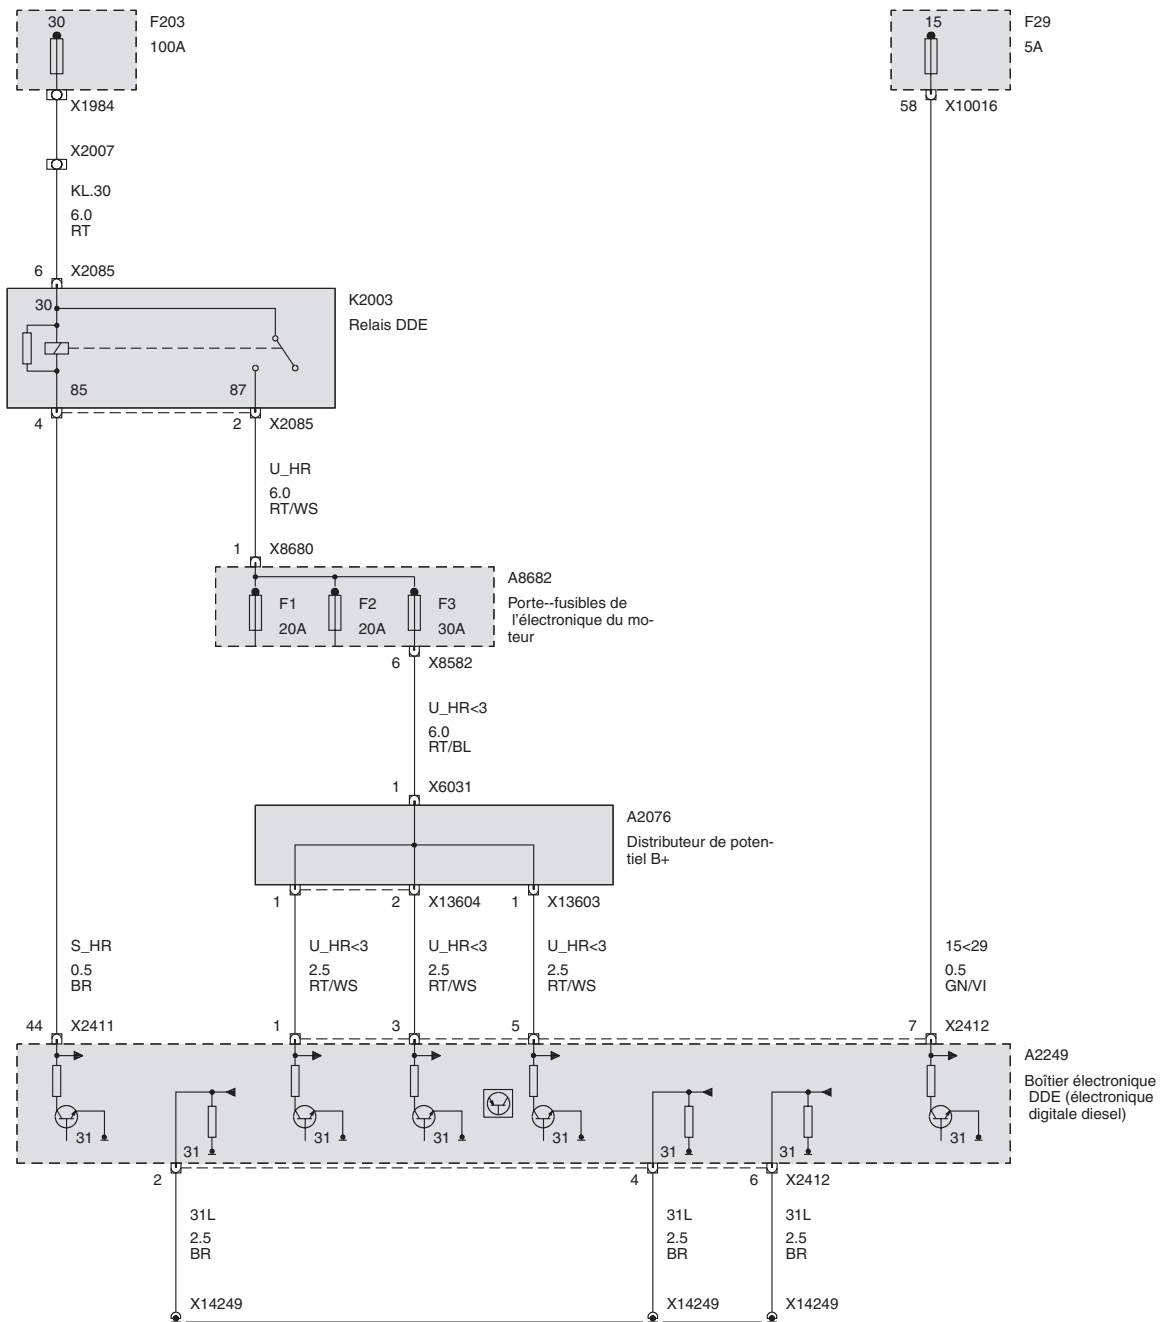 30
F203
100A
15
F29
5A
X1984
58
X10016
X2007
KL.30
6.0
RT
6
X2085
30
K2003
Relais DDE
85
87
4
2
X2085
U_HR
6.0
RT/WS
1
X8680
A8682
Porte--fusibles de
l'électronique du mo-
teur
F1
20A
F2
20A
F3
30A
6
X8582
U_HR<3
6.0
RT/BL
1
X6031
A2076
Distributeur de poten-
tiel B+
1
2
X13604
1
X13603
S_HR
0.5
BR
U_HR<3
2.5
RT/WS
U_HR<3
2.5
RT/WS
U_HR<3
2.5
RT/WS
15<29
0.5
GN/VI
44
X2411
1
3
5
7
X2412
A2249
Boîtier électronique
DDE (électronique
digitale diesel)
31
31
31
31
31
31
31
31
2
4
6
X2412
31L
2.5
BR
31L
2.5
BR
31L
2.5
BR
X14249
X14249
X14249